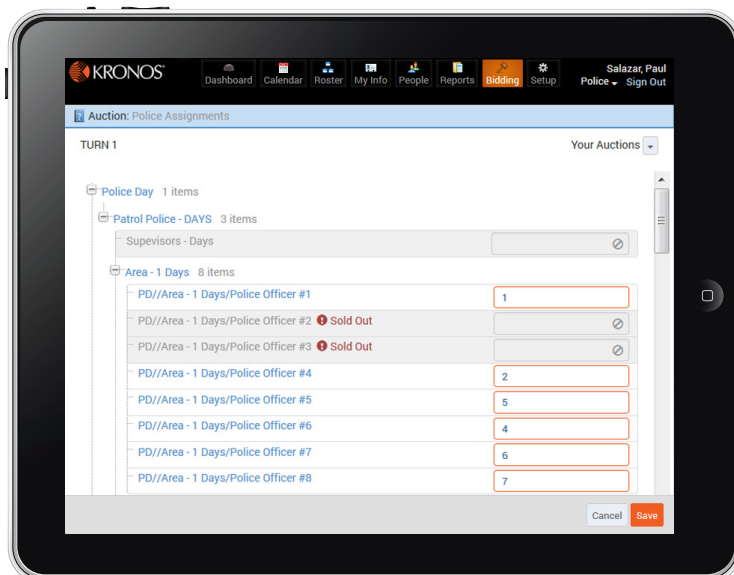 KRONOS
Dashboard Calendar Roster My Info People Reports Bidding Setup
Salazar, Paul
Police Sign Out
Auction: Police Assignments
TURN 1
Your Auctions
Police Day 1 items
Patrol Police - DAYS 3 items
Supevisors - Days
Area - 1 Days 8 items
PD//Area - 1 Days/Police Officer #1 1
PD//Area - 1 Days/Police Officer #2 Sold Out
PD//Area - 1 Days/Police Officer #3 Sold Out
PD//Area - 1 Days/Police Officer #4 2
PD//Area - 1 Days/Police Officer #5 5
PD//Area - 1 Days/Police Officer #6 4
PD//Area - 1 Days/Police Officer #7 6
PD//Area - 1 Days/Police Officer #8 7
Cancel Save